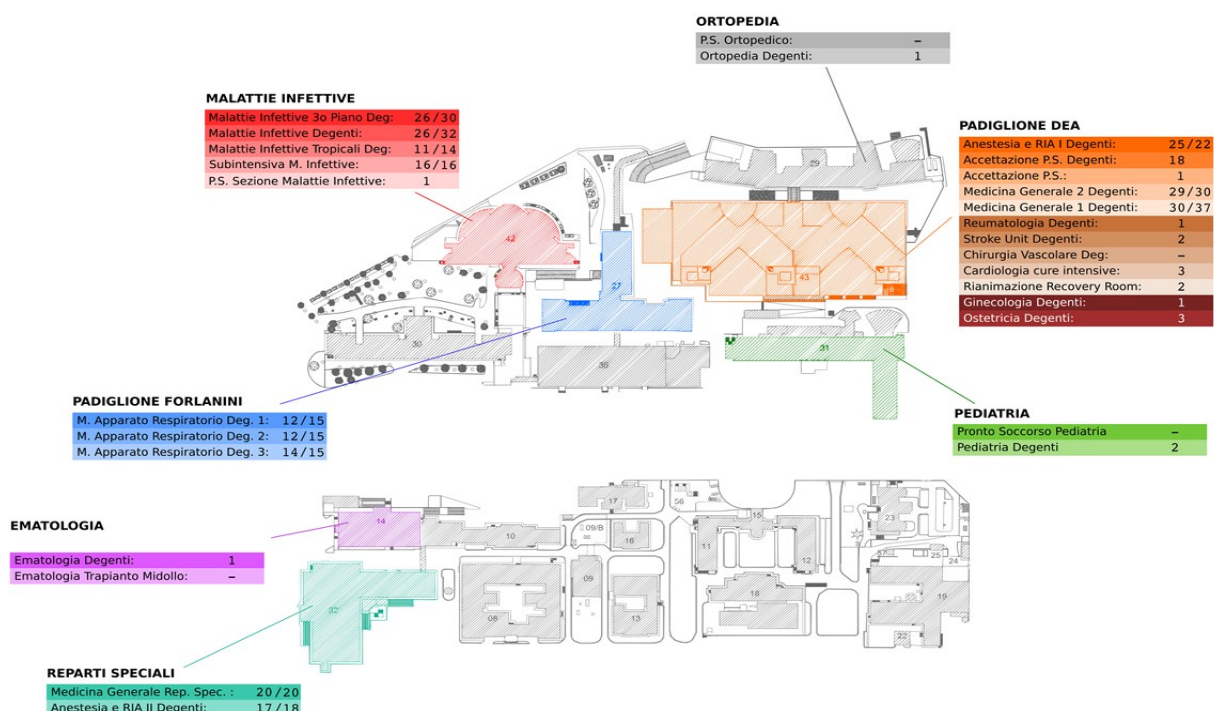 ORTOPEDIA
P.S. Ortopedico: –
Ortopedia Degenti: 1
MALATTIE INFETTIVE
Malattie Infettive 3o Piano Deg: 26/30
Malattie Infettive Degenti: 26/32
Malattie Infettive Tropicali Deg: 11/14
Subintensiva M. Infettive: 16/16
P.S. Sezione Malattie Infettive: 1
PADIGLIONE DEA
Anestesia e RIA I Degenti: 25/22
Accettazione P.S. Degenti: 18
Accettazione P.S.: 1
Medicina Generale 2 Degenti: 29/30
Medicina Generale 1 Degenti: 30/37
Reumatologia Degenti: 1
Stroke Unit Degenti: 2
Chirurgia Vascolare Deg: –
Cardiologia cure intensive: 3
Rianimazione Recovery Room: 2
Ginecologia Degenti: 1
Ostetricia Degenti: 3
29
42
43
27
30
31
PADIGLIONE FORLANINI
M. Apparato Respiratorio Deg. 1: 12/15
M. Apparato Respiratorio Deg. 2: 12/15
M. Apparato Respiratorio Deg. 3: 14/15
PEDIATRIA
Pronto Soccorso Pediatria –
Pediatria Degenti 2
EMATOLOGIA
Ematologia Degenti: 1
Ematologia Trapianto Midollo: –
14
10
17
09/B
16
56
15
11
12
23
25
24
08
09
13
18
19
22
REPARTI SPECIALI
Medicina Generale Rep. Spec. : 20/20
Anestesia e RIA II Degenti: 17/18